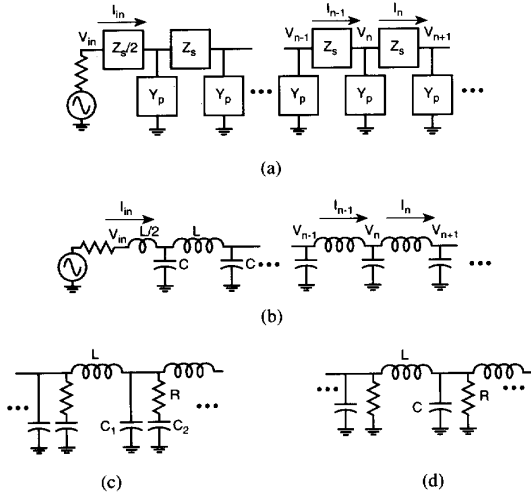 I_in I_n-1 I_n
V_in Z_s/2 Z_s V_n-1 Z_s V_n Z_s V_n+1
Y_p Y_p Y_p Y_p Y_p
(a)
I_in I_n-1 I_n
V_in L/2 L V_n-1 V_n V_n+1
C C
(b)
L L
R C R
C_1 C_2
(c) (d)